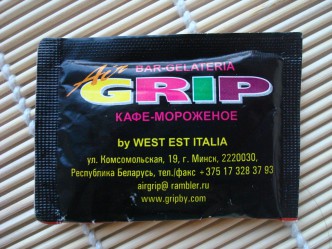 Air
BAR-GELATERIA
GRIP
КАФЕ-МОРОЖЕНОЕ
by WEST EST ITALIA
ул. Комсомольская, 19, г. Минск, 2220030,
Республика Беларусь, тел./факс +375 17 328 37 93
airgrip@rambler.ru
www.gripby.com